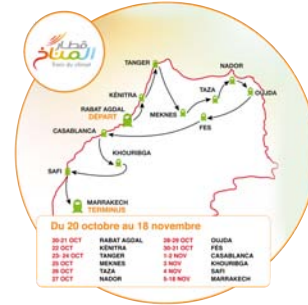 قطار
المناخ
Train du climat
TANGER
NADOR
TAZA
OUJDA
KÉNITRA
RABAT AGDAL
DÉPART
MEKNES
FÈS
CASABLANCA
KHOURIBGA
SAFI
MARRAKECH
TERMINUS
Du 20 octobre au 18 novembre
20-21 OCT RABAT AGDAL
22 OCT KÉNITRA
23- 24 OCT TANGER
25 OCT MEKNES
26 OCT TAZA
27 OCT NADOR
28-29 OCT OUJDA
30-31 OCT FÈS
1-2 NOV CASABLANCA
3 NOV KHOURIBGA
4 NOV SAFI
5-18 NOV MARRAKECH